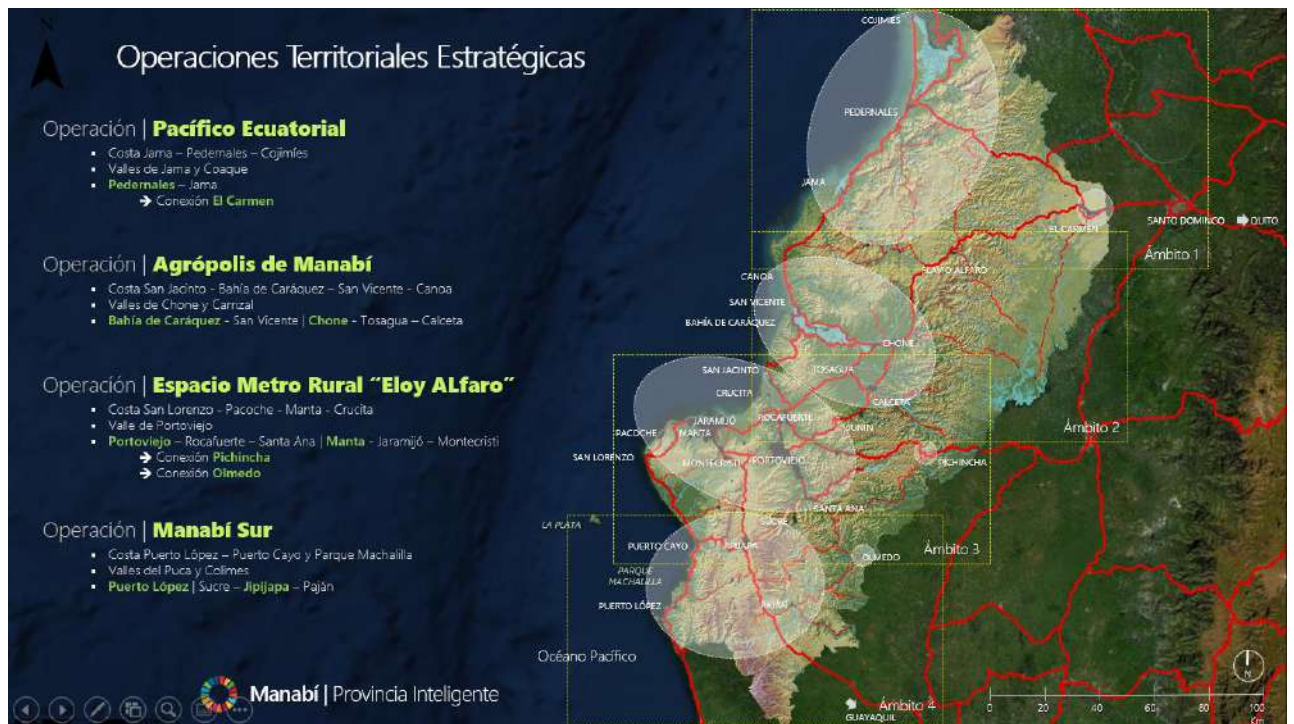 N
Operaciones Territoriales Estratégicas
Operación | Pacífico Ecuatorial
▪ Costa Jama – Pedernales – Cojimíes
▪ Valles de Jama y Coaque
▪ Pedernales – Jama
→ Conexión El Carmen
Operación | Agrópolis de Manabí
▪ Costa San Jacinto - Bahía de Caráquez – San Vicente - Canoa
▪ Valles de Chone y Carrizal
▪ Bahía de Caráquez - San Vicente | Chone - Tosagua – Calceta
Operación | Espacio Metro Rural “Eloy ALfaro”
▪ Costa San Lorenzo - Pacoche - Manta - Crucita
▪ Valle de Portoviejo
▪ Portoviejo – Rocafuerte – Santa Ana | Manta - Jaramijó – Montecristi
→ Conexión Pichincha
→ Conexión Olmedo
Operación | Manabí Sur
▪ Costa Puerto López – Puerto Cayo y Parque Machalilla
▪ Valles del Puca y Colimes
▪ Puerto López | Sucre – Jipijapa – Paján
Manabí | Provincia Inteligente
COJIMIES
PEDERNALES
JAMA
EL CARMEN
SANTO DOMINGO
QUITO
Ámbito 1
FLAVIO ALFARO
CANOA
SAN VICENTE
BAHÍA DE CARÁQUEZ
CHONE
SAN JACINTO
TOSAGUA
CRUCITA
CALCETA
JARAMIJÓ
ROCAFUERTE
JUNIN
Ámbito 2
PACOCHE
MANTA
SAN LORENZO
MONTECRISTI
PORTOVIEJO
PICHINCHA
SANTA ANA
LA PLATA
SUCRE
PUERTO CAYO
JIPIJAPA
OLMEDO
Ámbito 3
PARQUE
MACHALILLA
PUERTO LÓPEZ
PAJÁN
Océano Pacífico
GUAYAQUIL
Ámbito 4
N
0 20 40 60 80 100
Km